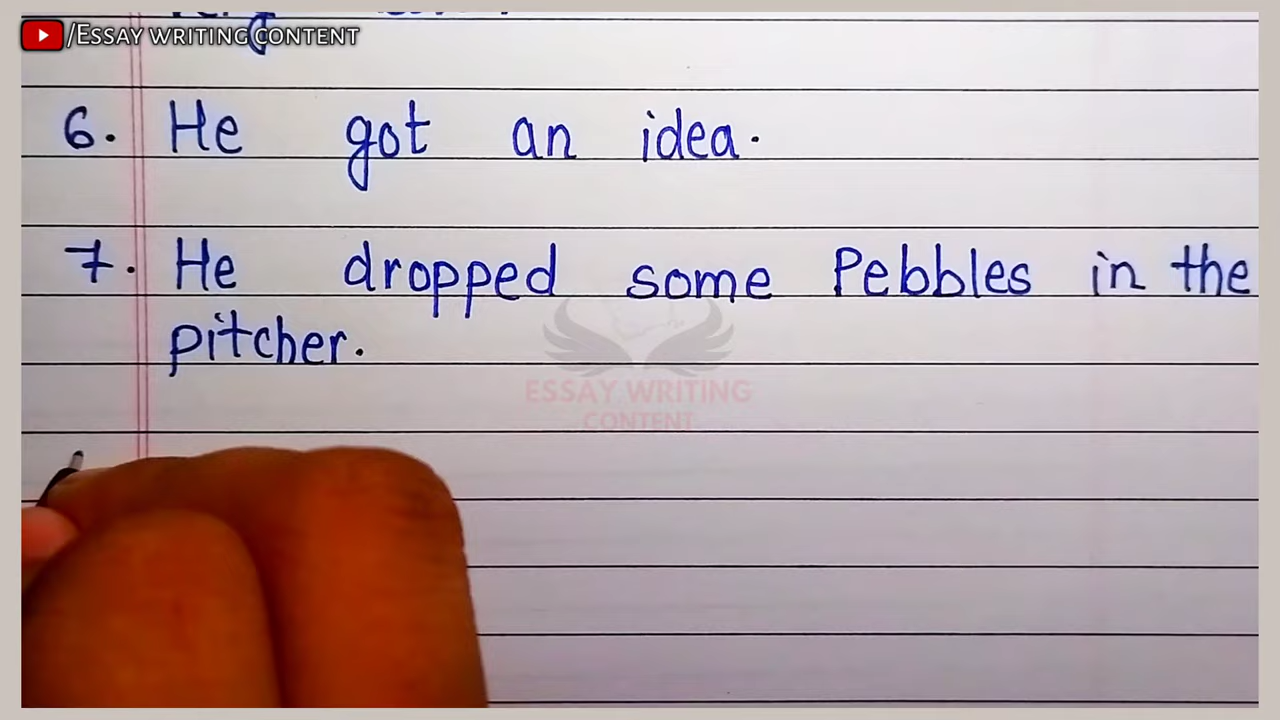 /ESSAY WRITING CONTENT
6. He got an idea.
7. He dropped some Pebbles in the
pitcher.
ESSAY WRITING
CONTENT